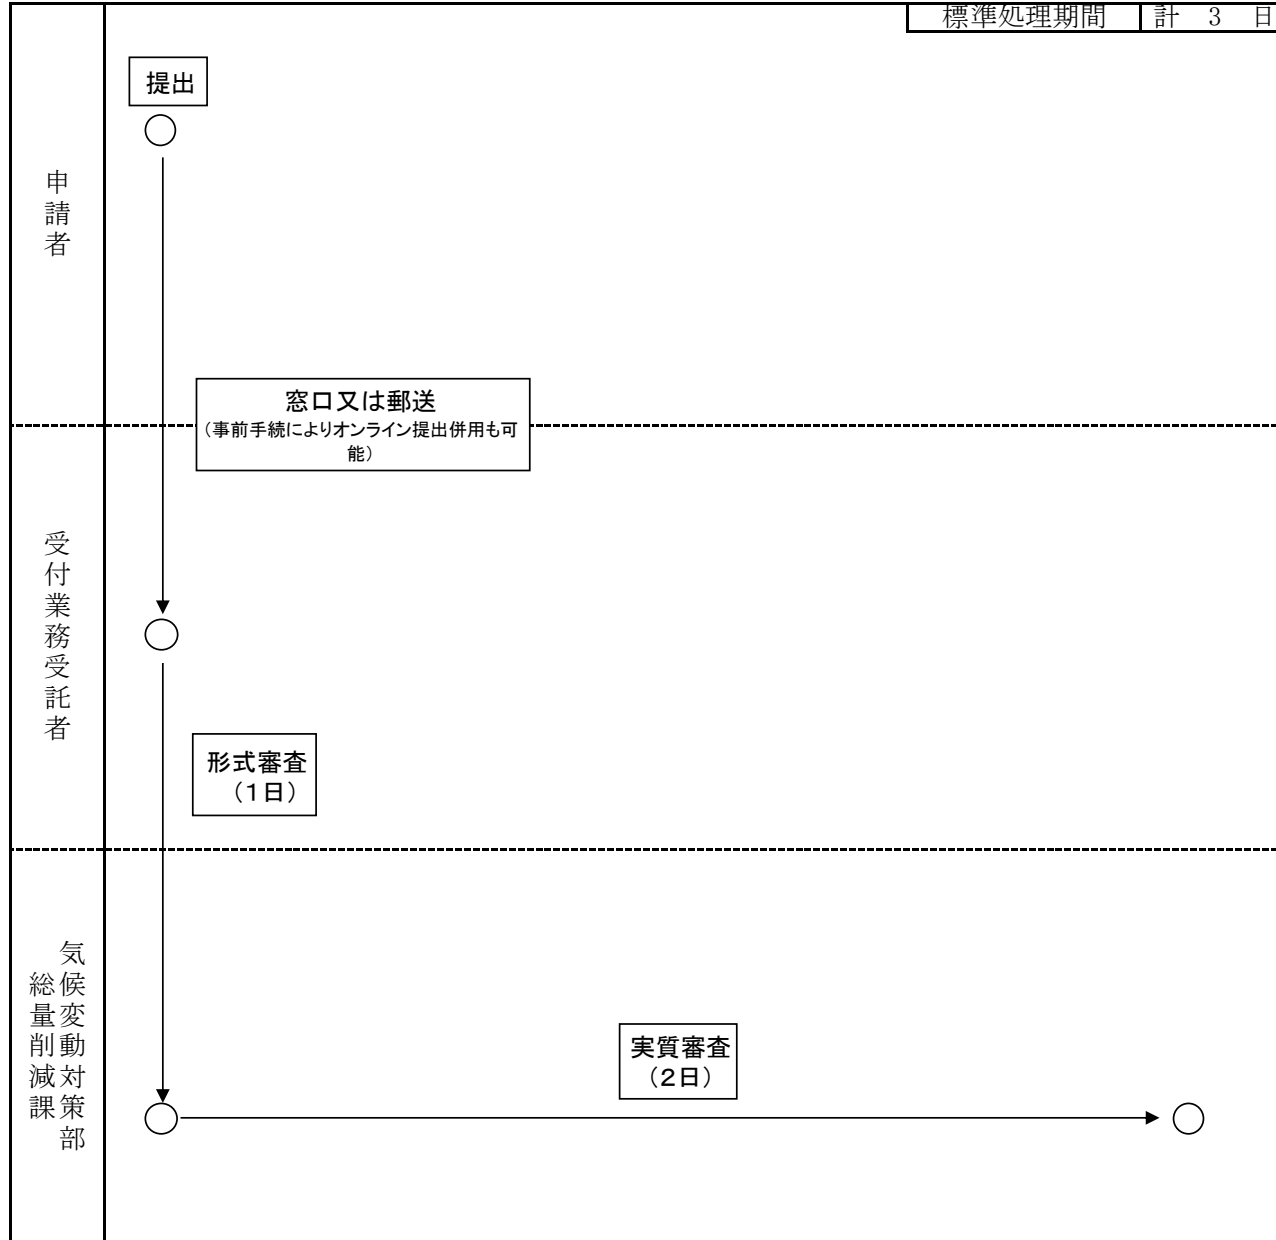 標準処理期間 計 3 日
提出
申請者
窓口又は郵送
（事前手続によりオンライン提出併用も可
能）
受付業務受託者
形式審査
（1日）
気候変動対策部
総量削減課
実質審査
（2日）